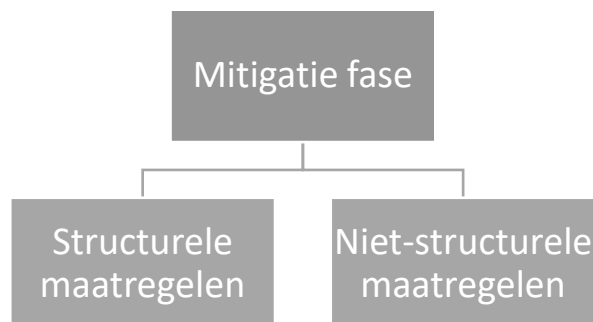 Mitigatie fase
Structurele
maatregelen
Niet-structurele
maatregelen